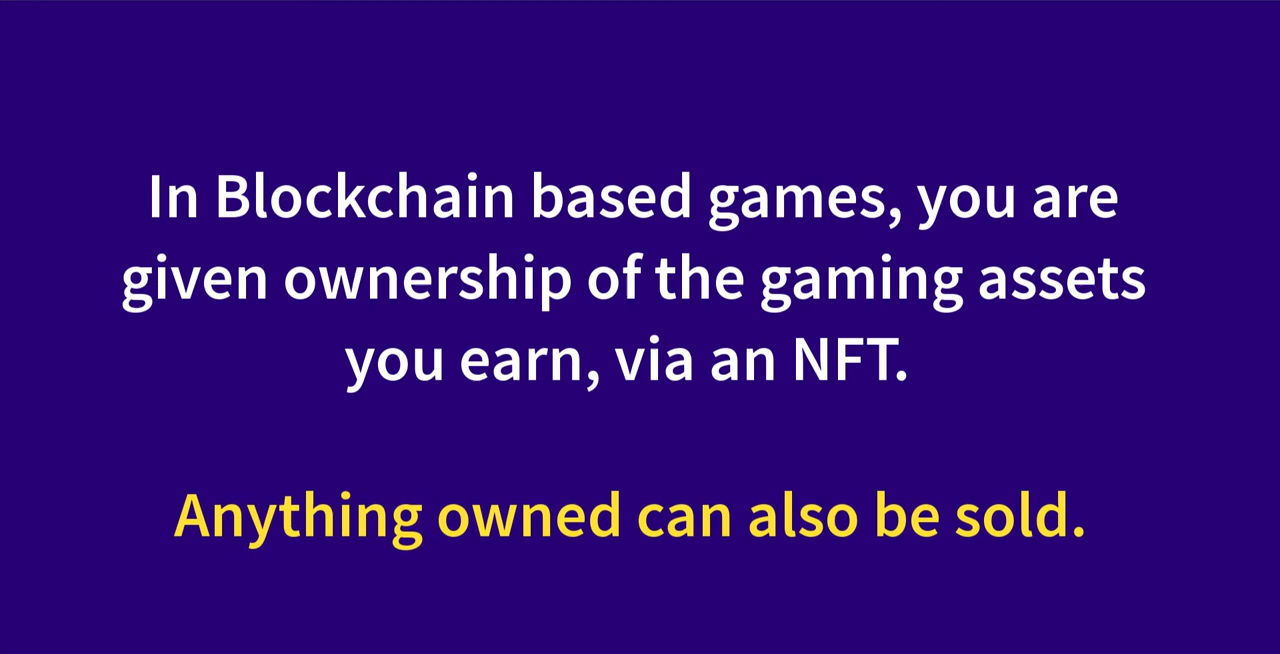 In Blockchain based games, you are
given ownership of the gaming assets
you earn, via an NFT.
Anything owned can also be sold.